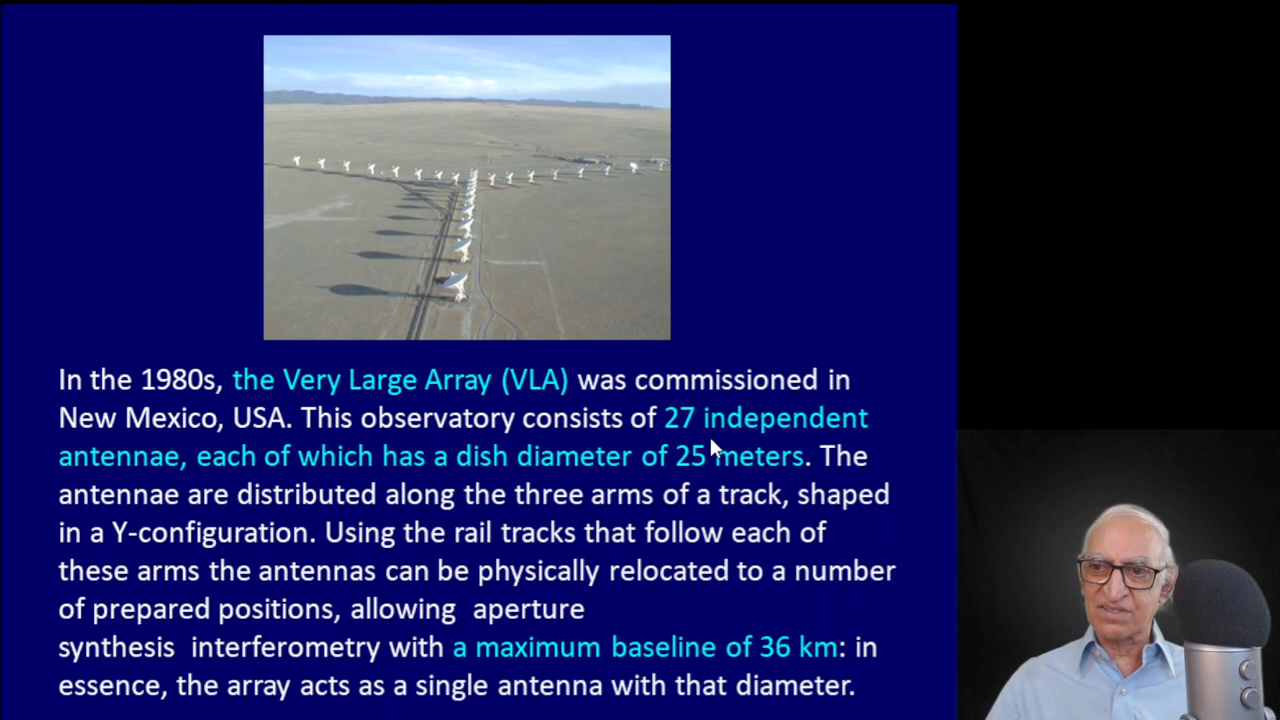 In the 1980s, the Very Large Array (VLA) was commissioned in
New Mexico, USA. This observatory consists of 27 independent
antennae, each of which has a dish diameter of 25 meters. The
antennae are distributed along the three arms of a track, shaped
in a Y-configuration. Using the rail tracks that follow each of
these arms the antennas can be physically relocated to a number
of prepared positions, allowing aperture
synthesis interferometry with a maximum baseline of 36 km: in
essence, the array acts as a single antenna with that diameter.